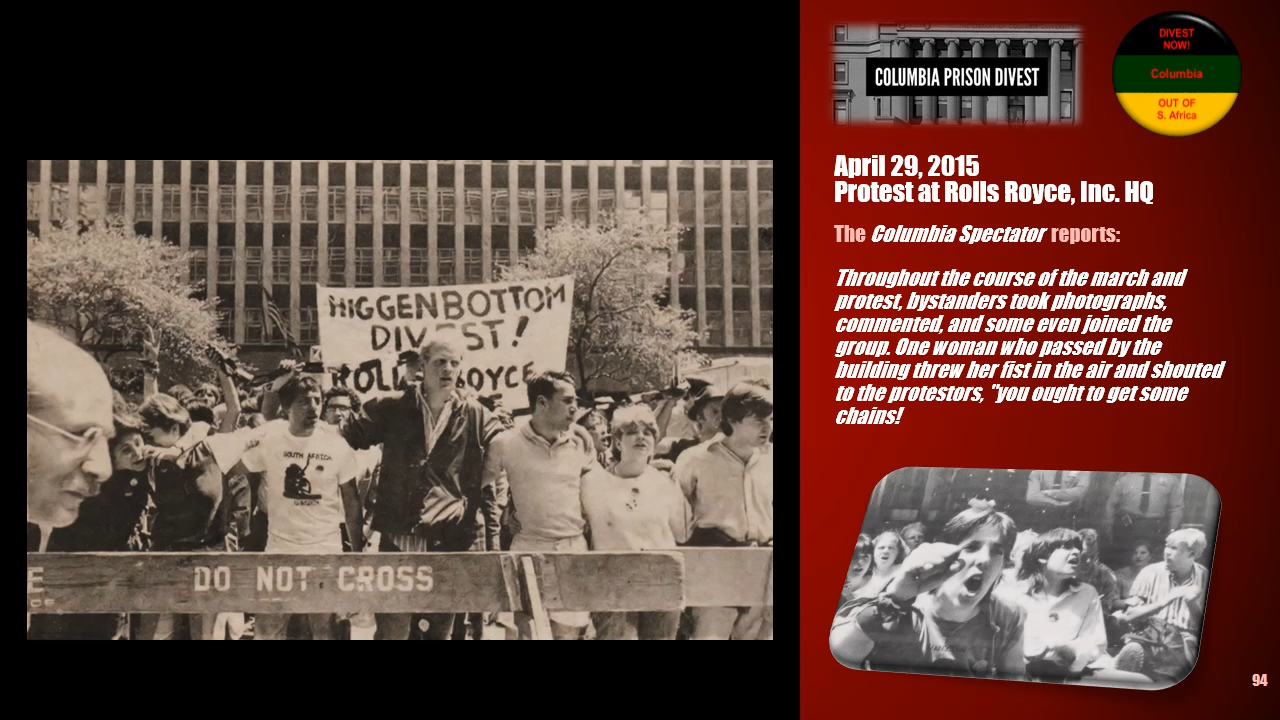 HIGGENBOTTOM
DIVEST!
ROLL OYCE
SOUTH AFRICA
E
DO NOT CROSS
COLUMBIA PRISON DIVEST
DIVEST
NOW!
Columbia
OUT OF
S. Africa
April 29, 2015
Protest at Rolls Royce, Inc. HQ
The Columbia Spectator reports:
Throughout the course of the march and
protest, bystanders took photographs,
commented, and some even joined the
group. One woman who passed by the
building threw her fist in the air and shouted
to the protestors, "you ought to get some
chains!
94